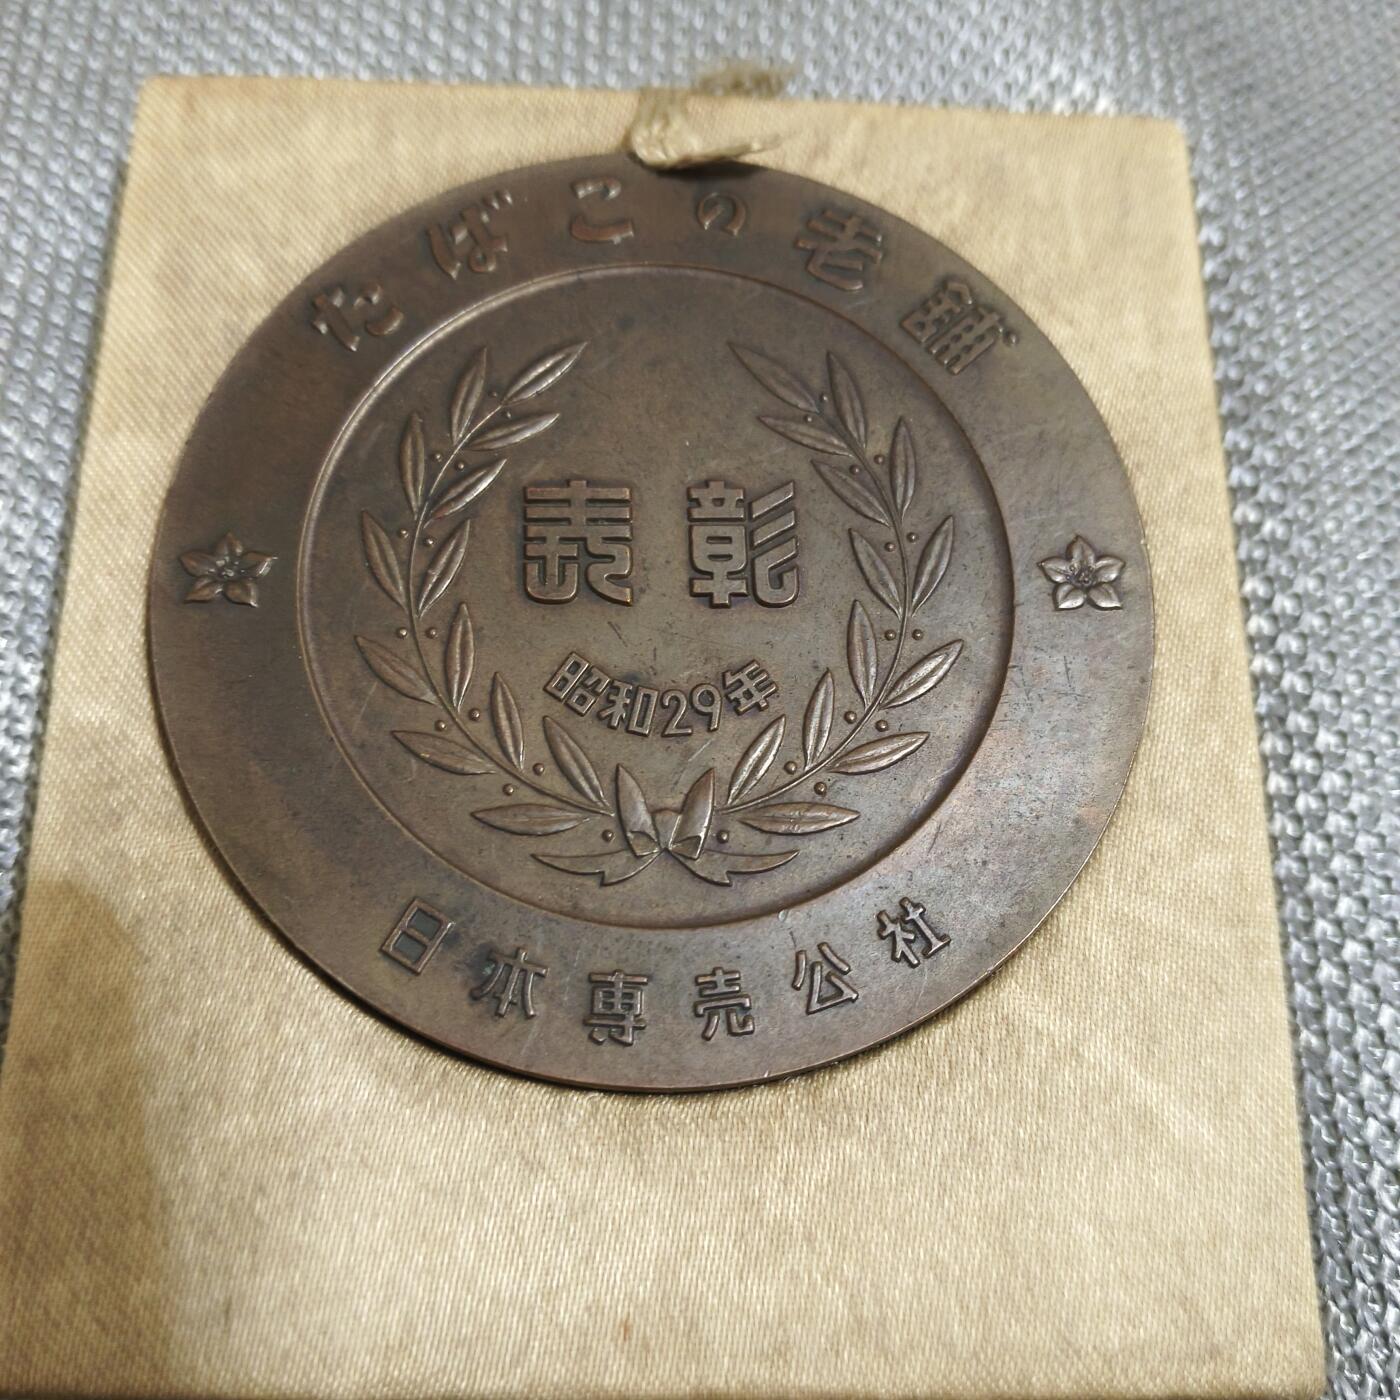 たばこの老舗
表彰
昭和29年
日本専売公社